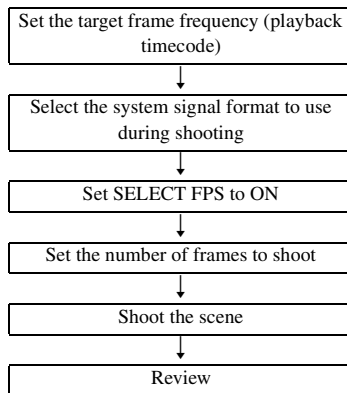 Set the target frame frequency (playback
timecode)
Select the system signal format to use
during shooting
Set SELECT FPS to ON
Set the number of frames to shoot
Shoot the scene
Review